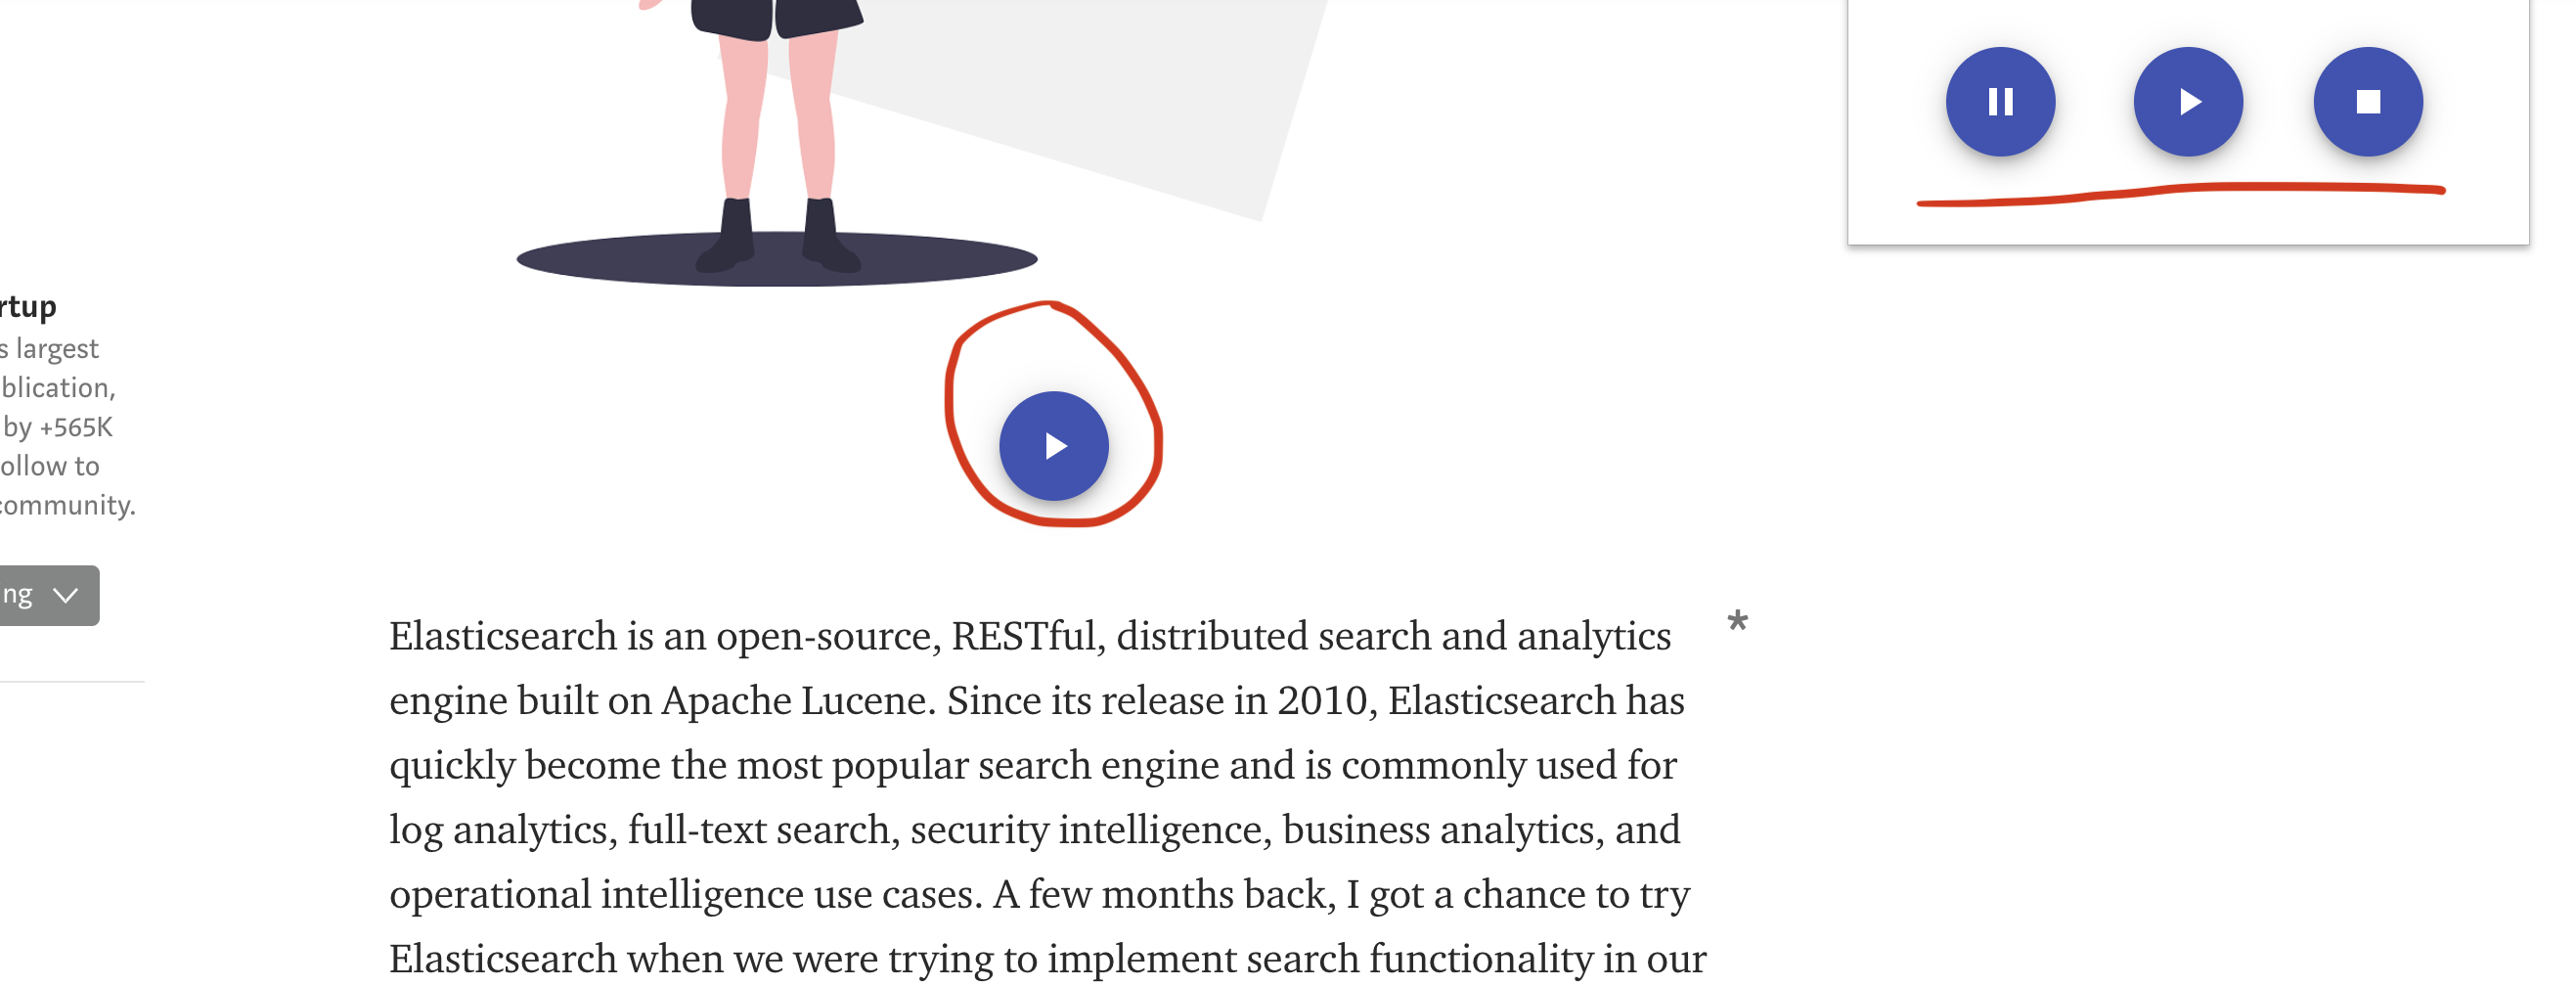 rtup
s largest
blication,
by +565K
ollow to
community.
ng
Elasticsearch is an open-source, RESTful, distributed search and analytics
*
engine built on Apache Lucene. Since its release in 2010, Elasticsearch has
quickly become the most popular search engine and is commonly used for
log analytics, full-text search, security intelligence, business analytics, and
operational intelligence use cases. A few months back, I got a chance to try
Elasticsearch when we were trying to implement search functionality in our